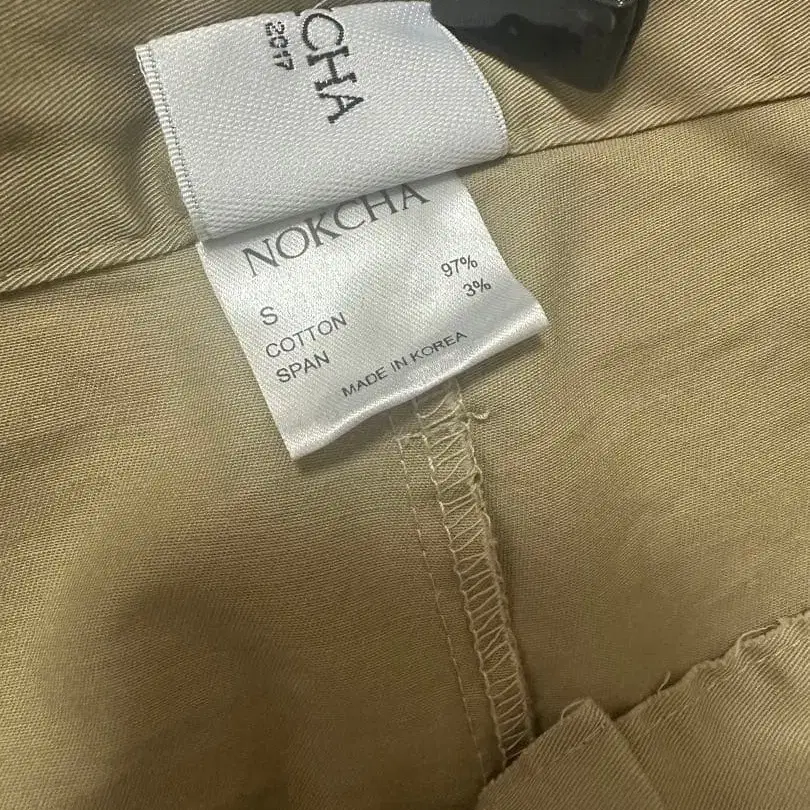 CHA
2017
NOKCHA
S
COTTON 97%
SPAN 3%
MADE IN KOREA